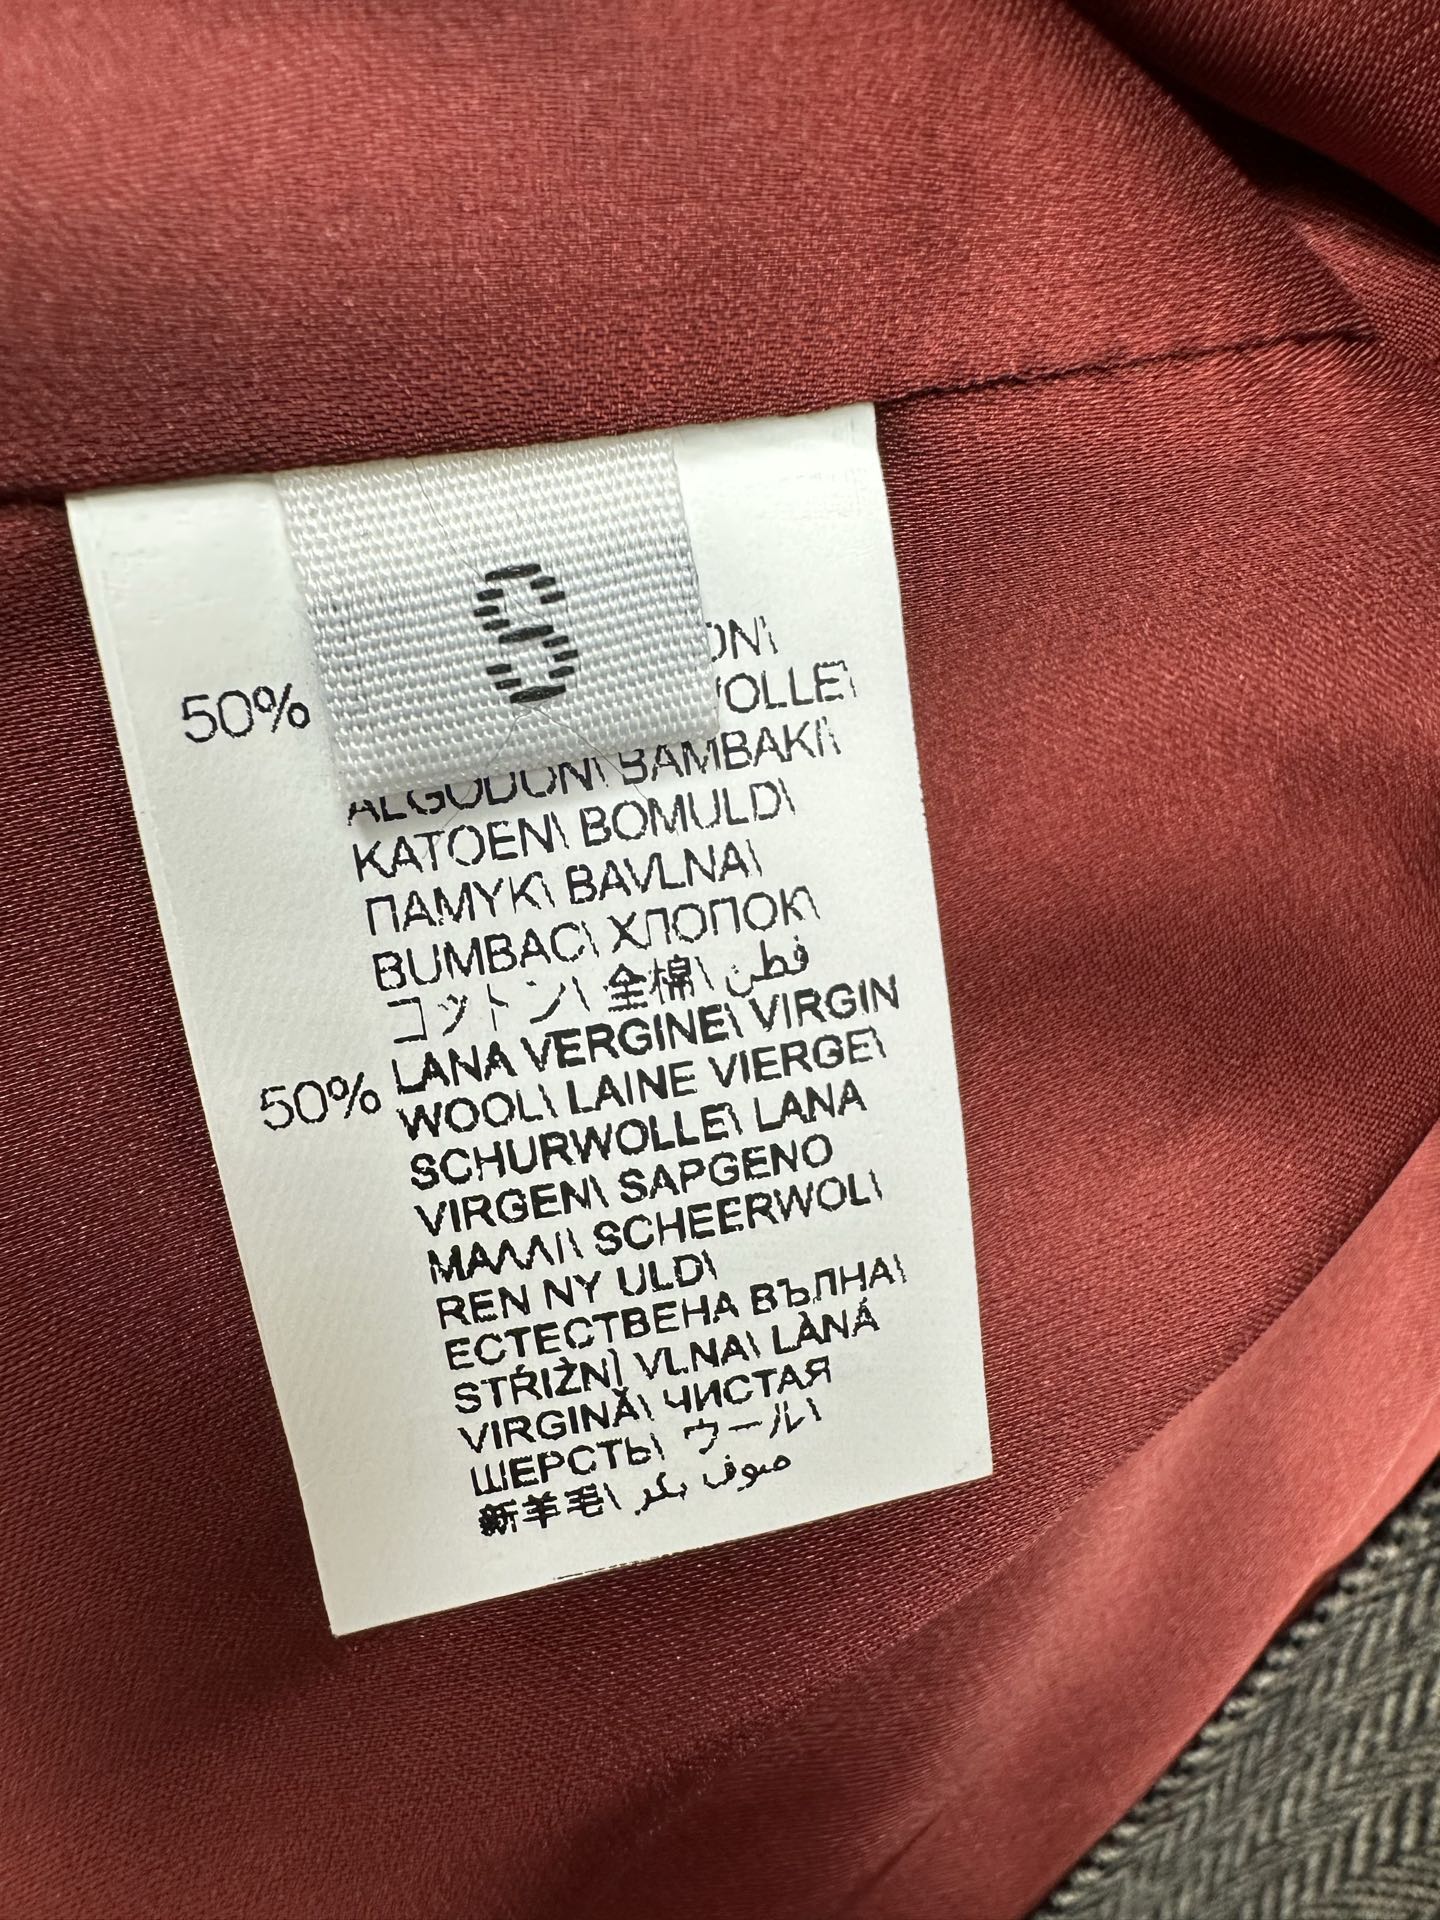 S
50%
ALGODON\ BAMBAKI\
KATOEN\ BOMULD\
ПАМУК\ BAVLNA\
BUMBAC\ ХЛОПОК\
コットン\ 全棉\ قطن
50% LANA VERGINE\ VIRGIN
WOOL\ LAINE VIERGE\
SCHURWOLLE\ LANA
VIRGEN\ ΠΑΡΘΕΝΟ
ΜΑΛΛΙ\ SCHEERWOL\
REN NY ULD\
ЕСТЕСТВЕНА ВЪЛНА\
STŘIŽNÍ VLNA\ LÂNĂ
VIRGINĂ\ ЧИСТАЯ
ШЕРСТЬ\ ウール\
新羊毛\ صوف بكر